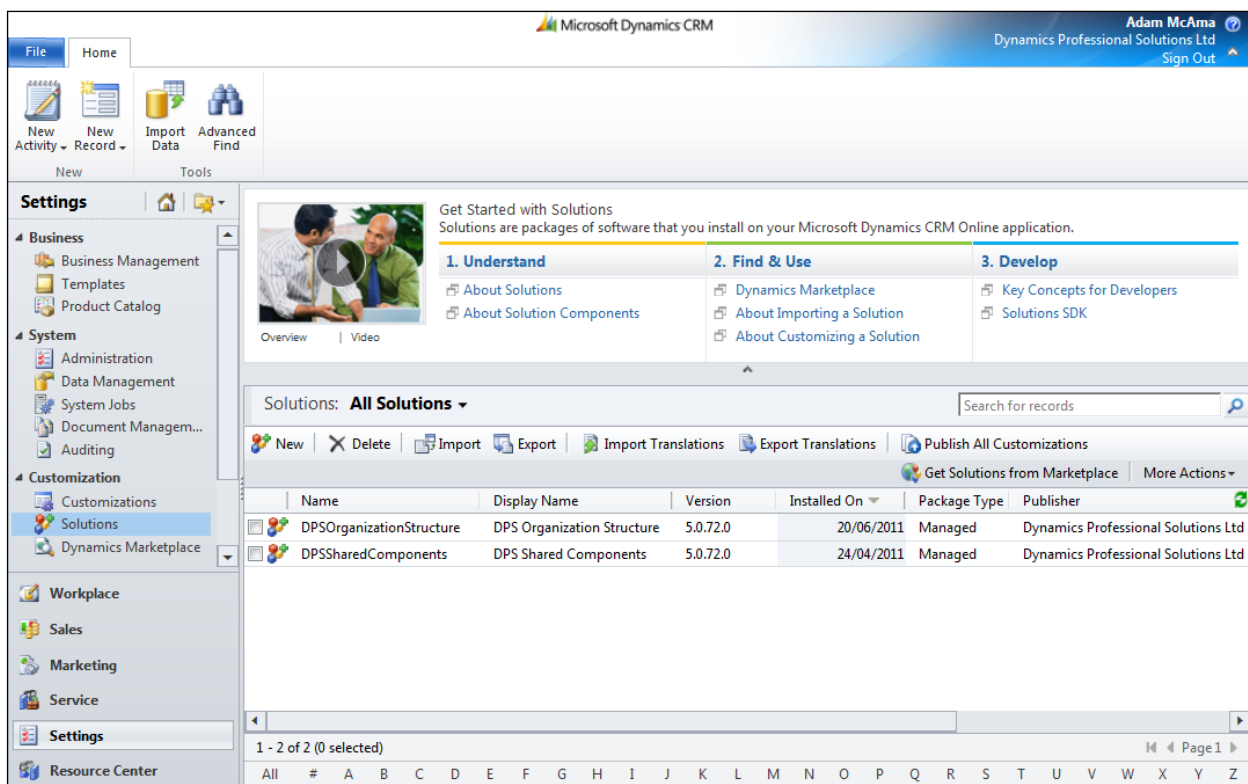 Microsoft Dynamics CRM
Adam McAma
Dynamics Professional Solutions Ltd
Sign Out
File Home
New Activity
New Record
Import Data
Advanced Find
New
Tools
Settings
Business
Business Management
Templates
Product Catalog
System
Administration
Data Management
System Jobs
Document Managem...
Auditing
Customization
Customizations
Solutions
Dynamics Marketplace
Workplace
Sales
Marketing
Service
Settings
Resource Center
Get Started with Solutions
Solutions are packages of software that you install on your Microsoft Dynamics CRM Online application.
Overview | Video
1. Understand
About Solutions
About Solution Components
2. Find & Use
Dynamics Marketplace
About Importing a Solution
About Customizing a Solution
3. Develop
Key Concepts for Developers
Solutions SDK
Solutions: All Solutions
Search for records
New Delete Import Export Import Translations Export Translations Publish All Customizations
Get Solutions from Marketplace More Actions
Name Display Name Version Installed On Package Type Publisher
DPSOrganizationStructure DPS Organization Structure 5.0.72.0 20/06/2011 Managed Dynamics Professional Solutions Ltd
DPSSharedComponents DPS Shared Components 5.0.72.0 24/04/2011 Managed Dynamics Professional Solutions Ltd
1 - 2 of 2 (0 selected) Page 1
All # A B C D E F G H I J K L M N O P Q R S T U V W X Y Z